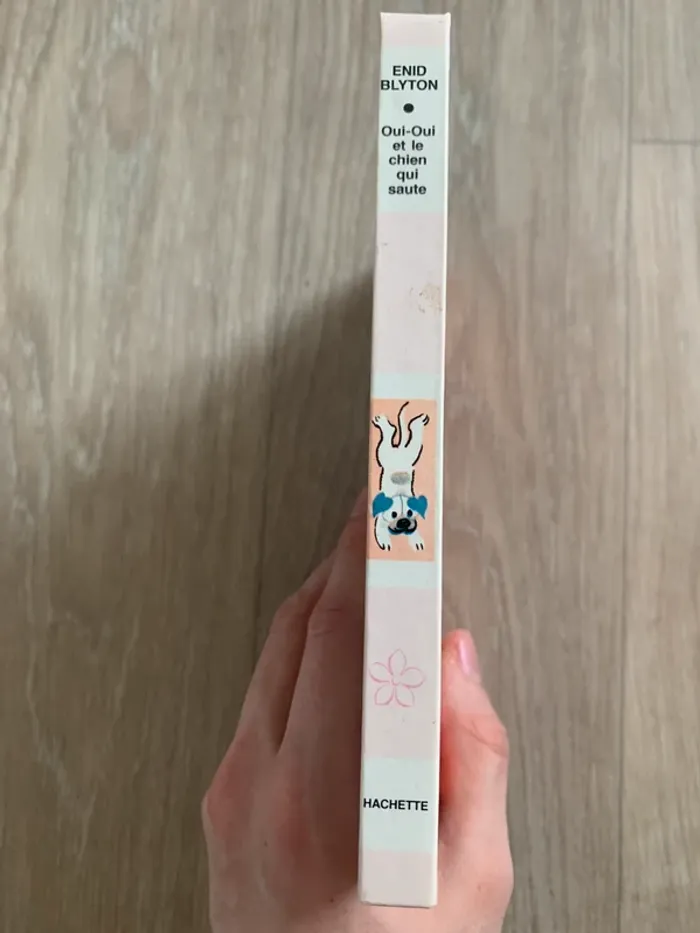 ENID
BLYTON
•
Oui-Oui
et le
chien
qui
saute
HACHETTE